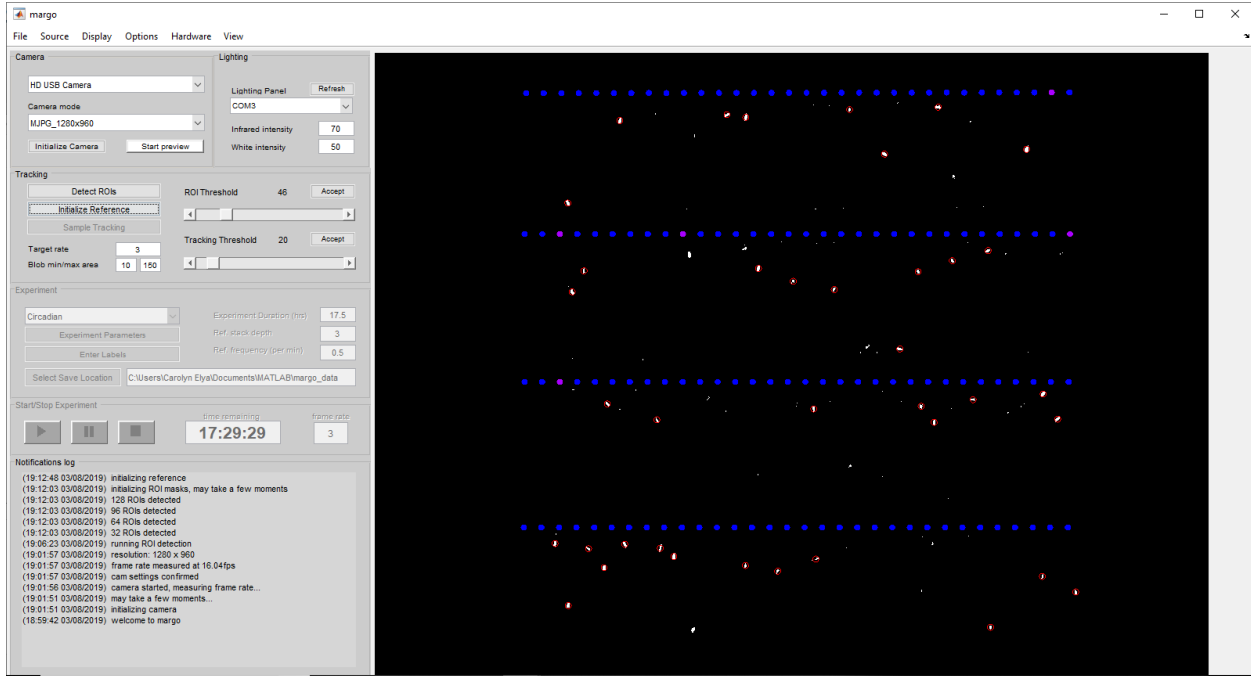 margo
File Source Display Options Hardware View
Camera
HD USB Camera
Camera mode
MJPG_1280x960
Initialize Camera Start preview
Lighting
Lighting Panel Refresh
COM3
Infrared intensity 70
White intensity 50
Tracking
Detect ROIs
Initialize Reference
Sample Tracking
Target rate 3
Blob min/max area 10 150
ROI Threshold 46 Accept
Tracking Threshold 20 Accept
Experiment
Circadian
Experiment Parameters
Enter Labels
Experiment Duration (hrs) 17.5
Ref. stack depth 3
Ref. frequency (per min) 0.5
Select Save Location C:\Users\Carolyn Elya\Documents\MATLAB\margo_data
Start/Stop Experiment
time remaining
17:29:29
frame rate
3
Notifications log
(19:12:48 03/08/2019) initializing reference
(19:12:03 03/08/2019) initializing ROI masks, may take a few moments
(19:12:03 03/08/2019) 128 ROIs detected
(19:12:03 03/08/2019) 96 ROIs detected
(19:12:03 03/08/2019) 64 ROIs detected
(19:12:03 03/08/2019) 32 ROIs detected
(19:06:23 03/08/2019) running ROI detection
(19:01:57 03/08/2019) resolution: 1280 x 960
(19:01:57 03/08/2019) frame rate measured at 16.04fps
(19:01:57 03/08/2019) cam settings confirmed
(19:01:56 03/08/2019) camera started, measuring frame rate...
(19:01:51 03/08/2019) may take a few moments...
(19:01:51 03/08/2019) initializing camera
(18:59:42 03/08/2019) welcome to margo